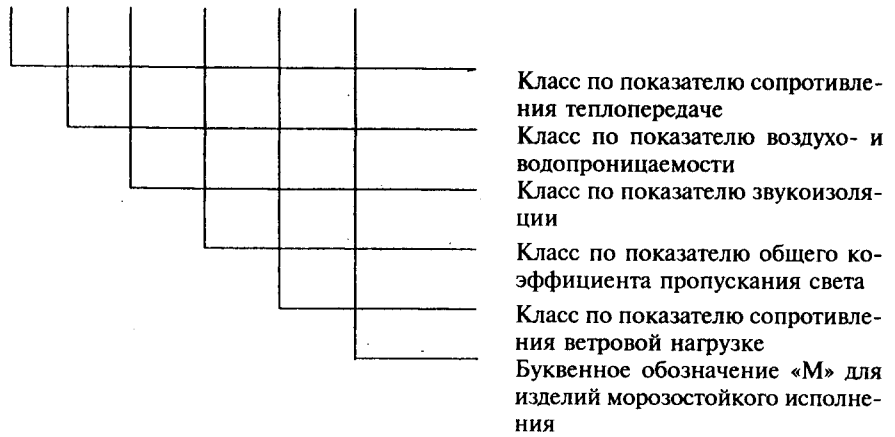 Класс по показателю сопротивле-
ния теплопередаче
Класс по показателю воздухо- и
водопроницаемости
Класс по показателю звукоизоля-
ции
Класс по показателю общего ко-
эффициента пропускания света
Класс по показателю сопротивле-
ния ветровой нагрузке
Буквенное обозначение «М» для
изделий морозостойкого исполне-
ния